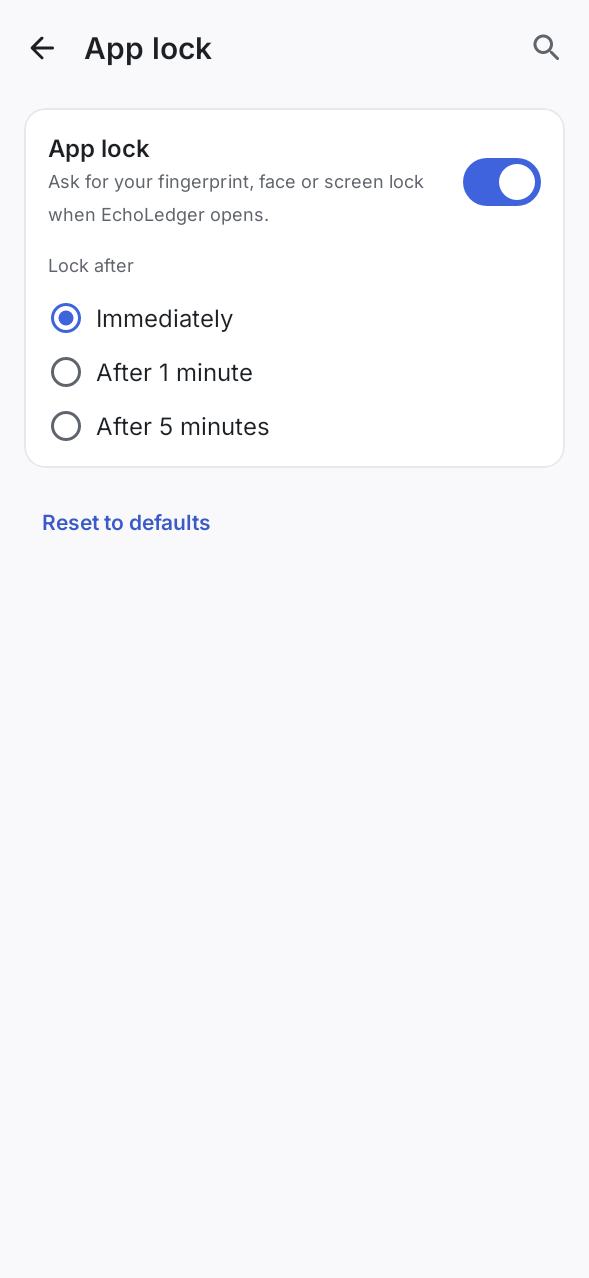 App lock
App lock
Ask for your fingerprint, face or screen lock
when EchoLedger opens.
Lock after
Immediately
After 1 minute
After 5 minutes
Reset to defaults